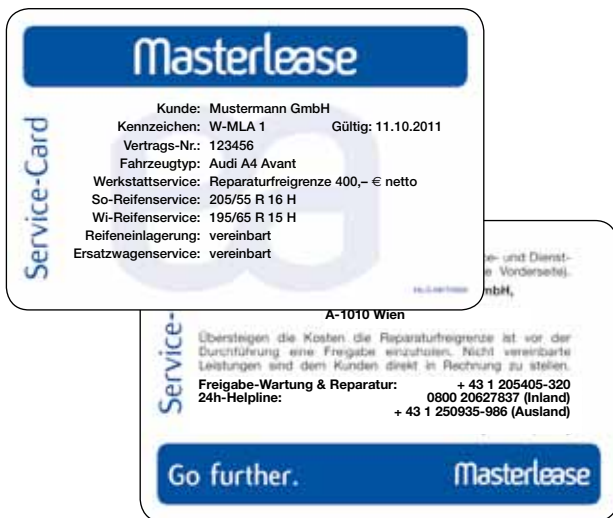 Masterlease
Service-Card
Kunde: Mustermann GmbH
Kennzeichen: W-MLA 1 Gültig: 11.10.2011
Vertrags-Nr.: 123456
Fahrzeugtyp: Audi A4 Avant
Werkstattservice: Reparaturfreigrenze 400,– € netto
So-Reifenservice: 205/55 R 16 H
Wi-Reifenservice: 195/65 R 15 H
Reifeneinlagerung: vereinbart
Ersatzwagenservice: vereinbart
und Dienst-
Vorderseite).
mbH,
A-1010 Wien
Service-
Übersteigen die Kosten die Reparaturfreigrenze ist vor der
Durchführung eine Freigabe einzuholen. Nicht vereinbarte
Leistungen sind dem Kunden direkt in Rechnung zu stellen.
Freigabe-Wartung & Reparatur: + 43 1 205405-320
24h-Helpline: 0800 20627837 (Inland)
+ 43 1 250935-986 (Ausland)
Go further. Masterlease